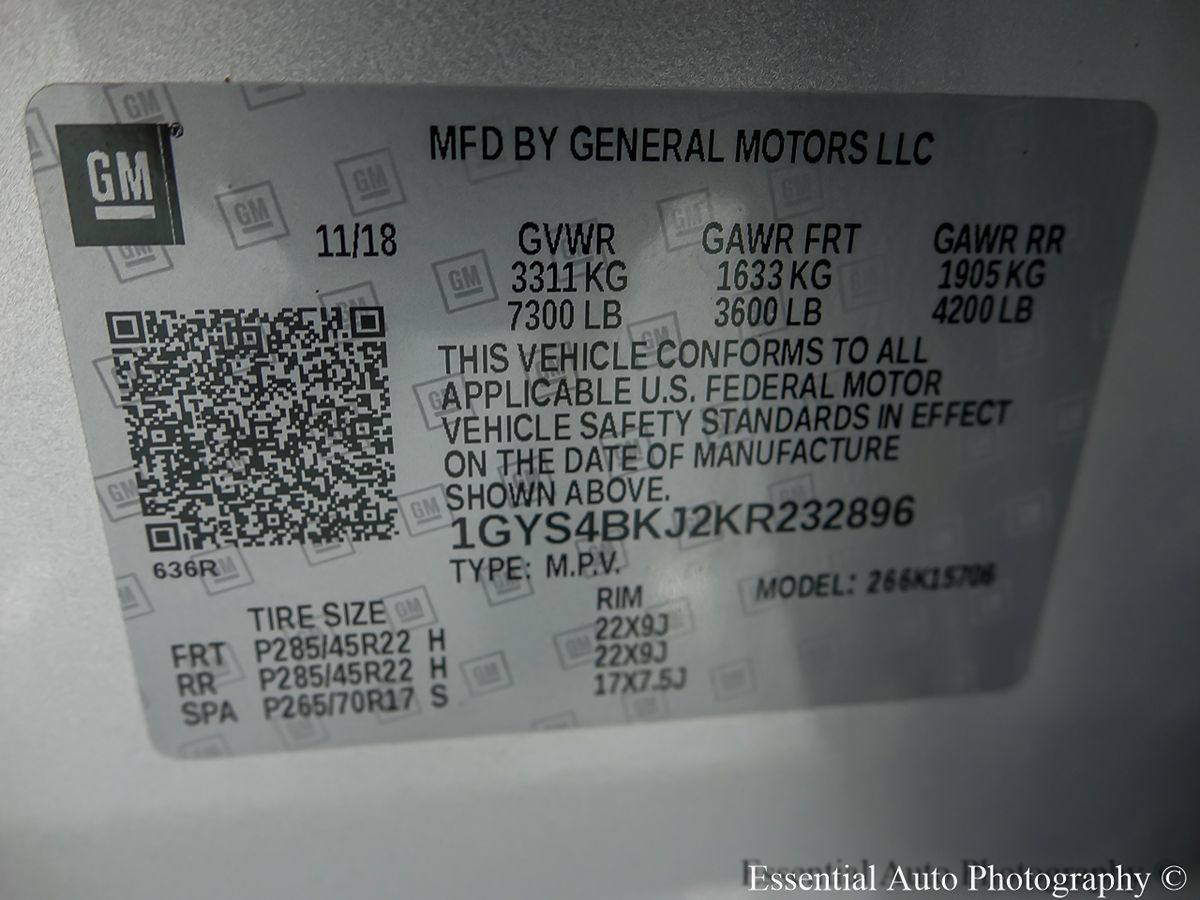 GM®
MFD BY GENERAL MOTORS LLC
11/18 GVWR GAWR FRT GAWR RR
3311 KG 1633 KG 1905 KG
7300 LB 3600 LB 4200 LB
THIS VEHICLE CONFORMS TO ALL
APPLICABLE U.S. FEDERAL MOTOR
VEHICLE SAFETY STANDARDS IN EFFECT
ON THE DATE OF MANUFACTURE
SHOWN ABOVE.
1GYS4BKJ2KR232896
636R
TYPE: M.P.V. MODEL: 266K15706
TIRE SIZE RIM
FRT P285/45R22 H 22X9J
RR P285/45R22 H 22X9J
SPA P265/70R17 S 17X7.5J
Essential Auto Photography ©